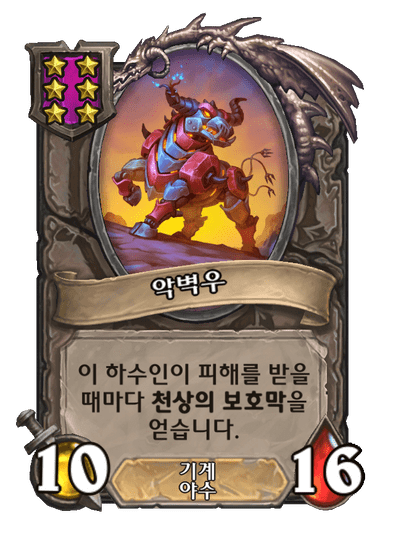 악벽우
이 하수인이 피해를 받을
때마다 천상의 보호막을
얻습니다.
기계
야수
10
16